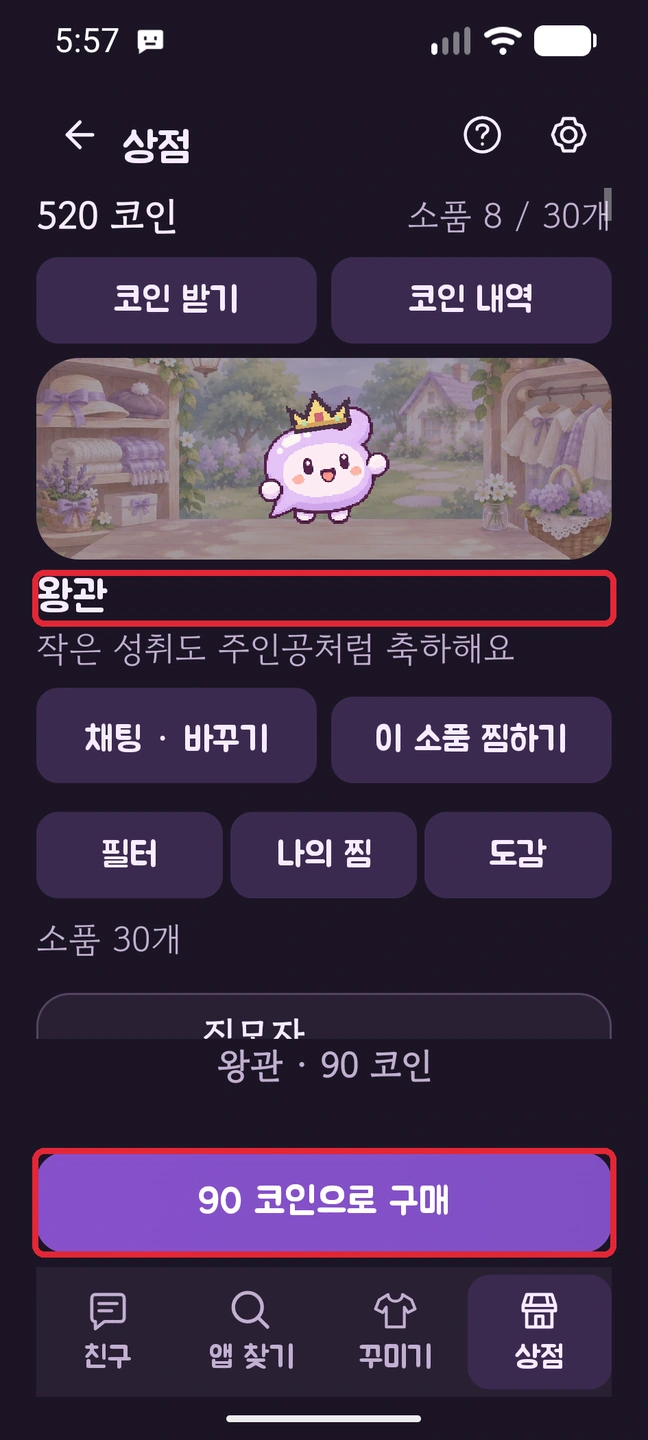 5:57
상점
520 코인
소품 8 / 30개
코인 받기
코인 내역
왕관
작은 성취도 주인공처럼 축하해요
채팅 · 바꾸기
이 소품 찜하기
필터
나의 찜
도감
소품 30개
왕관 · 90 코인
90 코인으로 구매
친구
앱 찾기
꾸미기
상점